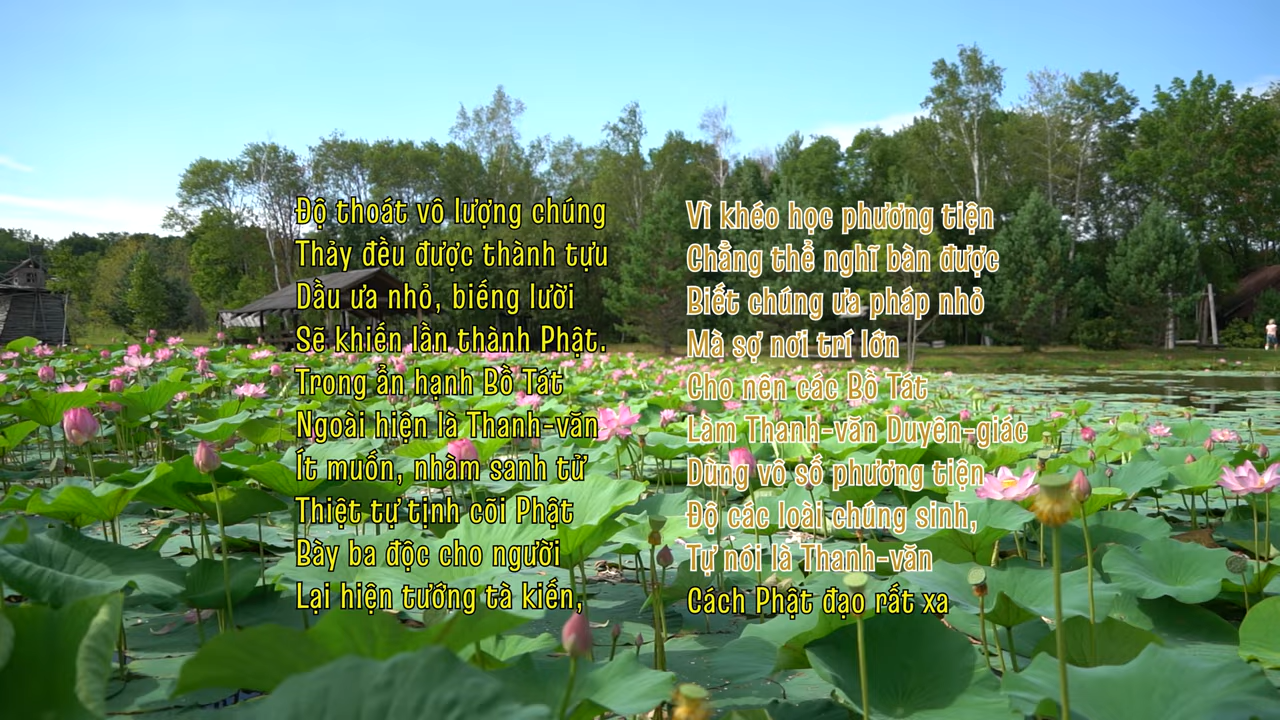 Độ thoát vô lượng chúng
Thảy đều được thành tựu
Dầu ưa nhỏ, biếng lười
Sẽ khiến lần thành Phật.
Trong ẩn hạnh Bồ Tát
Ngoài hiện là Thanh-văn
Ít muốn, nhàm sanh tử
Thiệt tự tịnh cõi Phật
Bày ba độc cho người
Lại hiện tướng tà kiến,
Vì khéo học phương tiện
Chẳng thể nghĩ bàn được
Biết chúng ưa pháp nhỏ
Mà sợ nơi trí lớn
Cho nên các Bồ Tát
Làm Thanh-văn Duyên-giác
Dùng vô số phương tiện
Độ các loài chúng sinh,
Tự nói là Thanh-văn
Cách Phật đạo rất xa